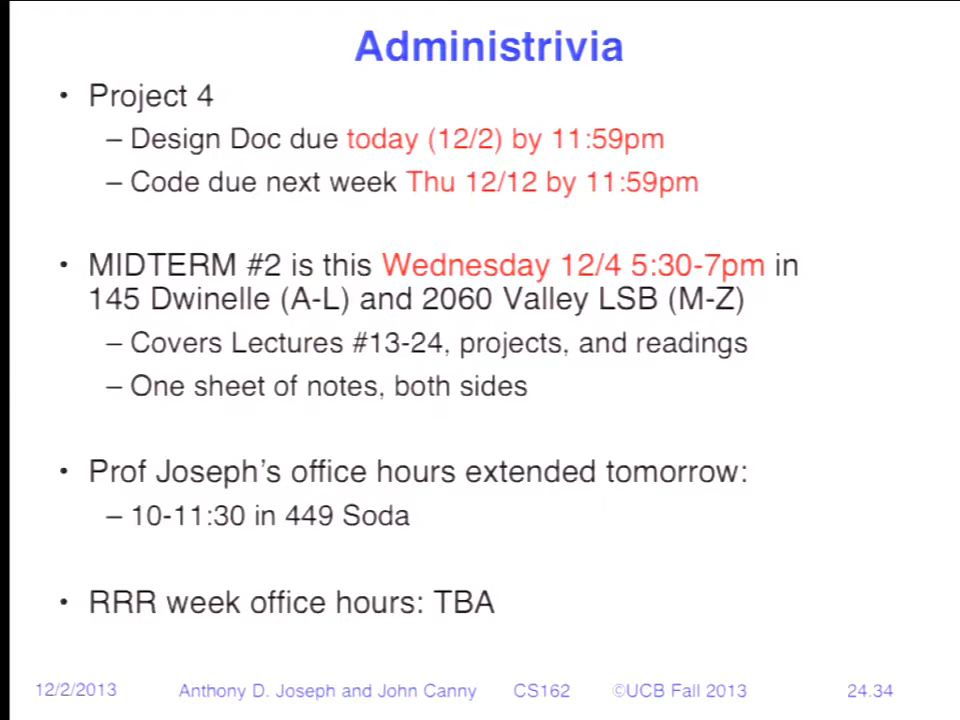 Administrivia
• Project 4
– Design Doc due today (12/2) by 11:59pm
– Code due next week Thu 12/12 by 11:59pm
• MIDTERM #2 is this Wednesday 12/4 5:30-7pm in
145 Dwinelle (A-L) and 2060 Valley LSB (M-Z)
– Covers Lectures #13-24, projects, and readings
– One sheet of notes, both sides
• Prof Joseph's office hours extended tomorrow:
– 10-11:30 in 449 Soda
• RRR week office hours: TBA
12/2/2013 Anthony D. Joseph and John Canny CS162 ©UCB Fall 2013 24.34